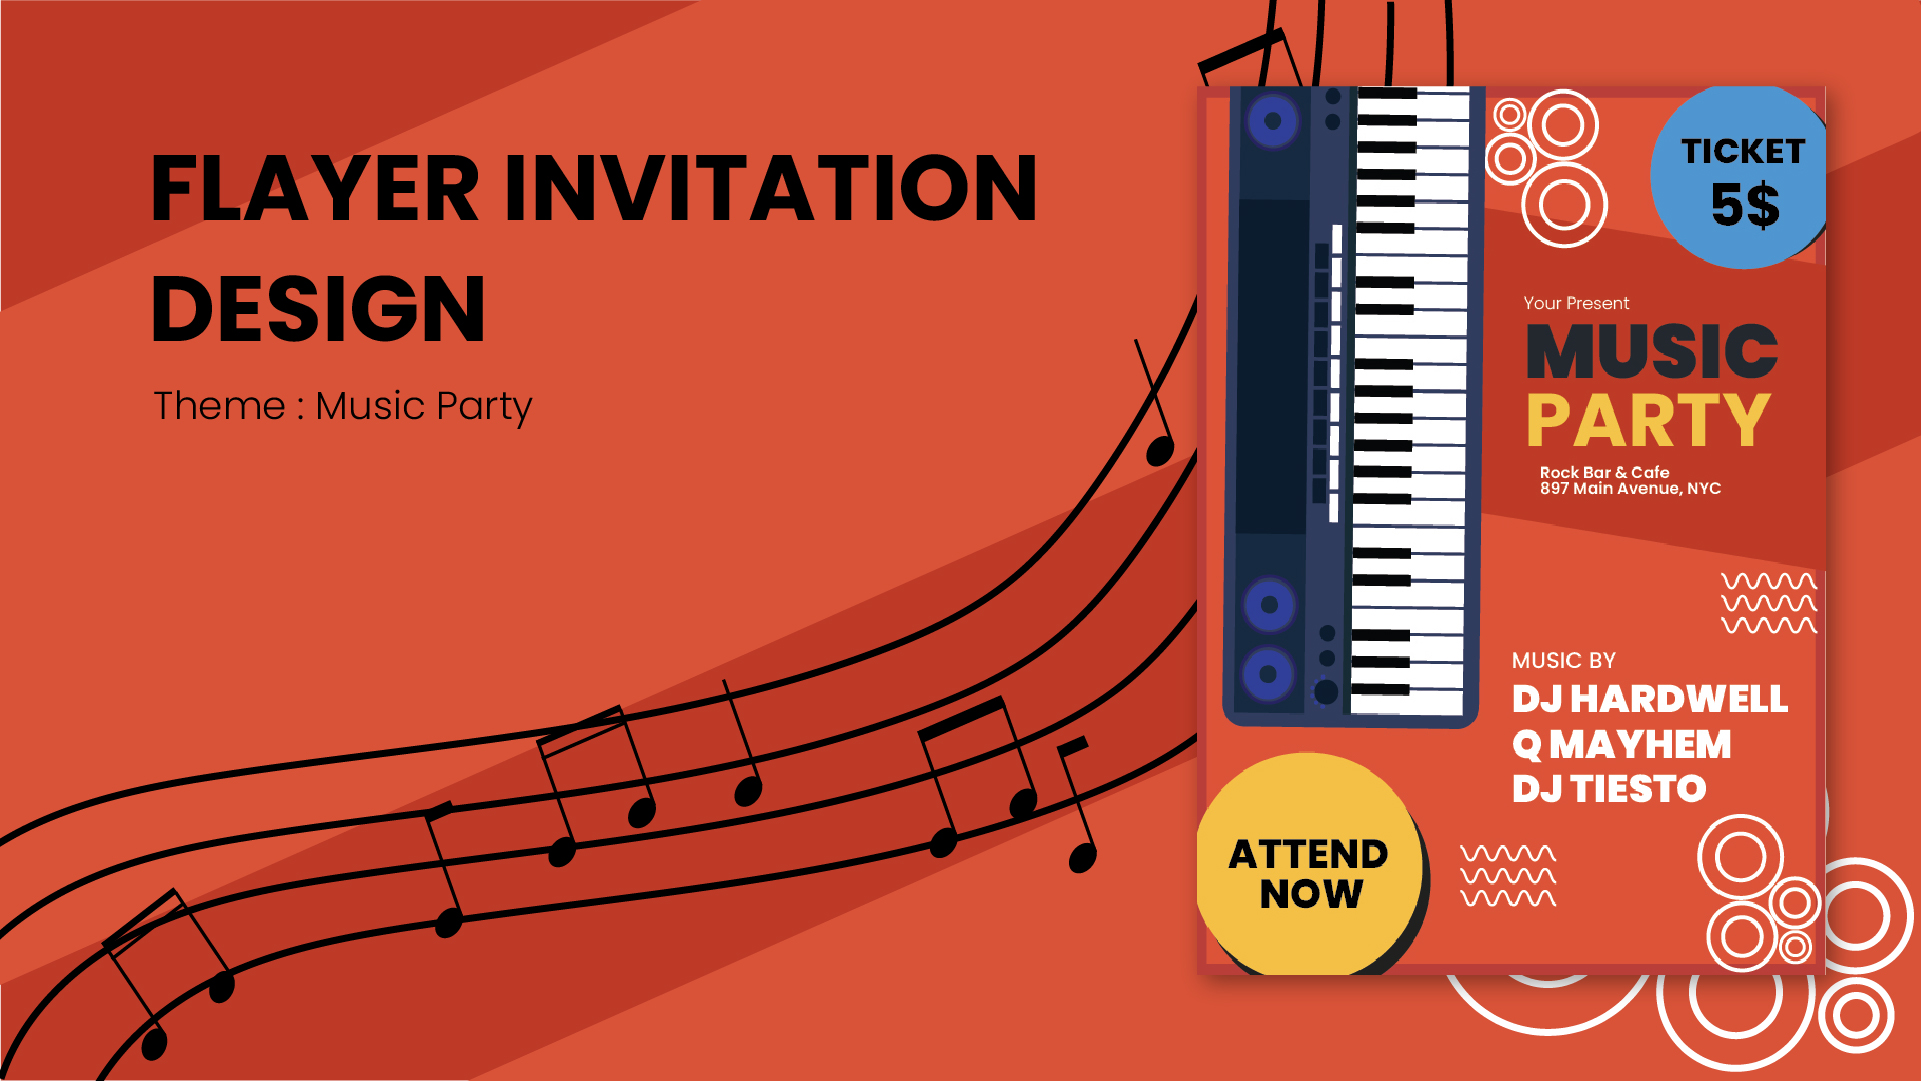 FLAYER INVITATION
DESIGN
Theme : Music Party
TICKET
5$
Your Present
MUSIC
PARTY
Rock Bar & Cafe
897 Main Avenue, NYC
MUSIC BY
DJ HARDWELL
Q MAYHEM
DJ TIESTO
ATTEND
NOW